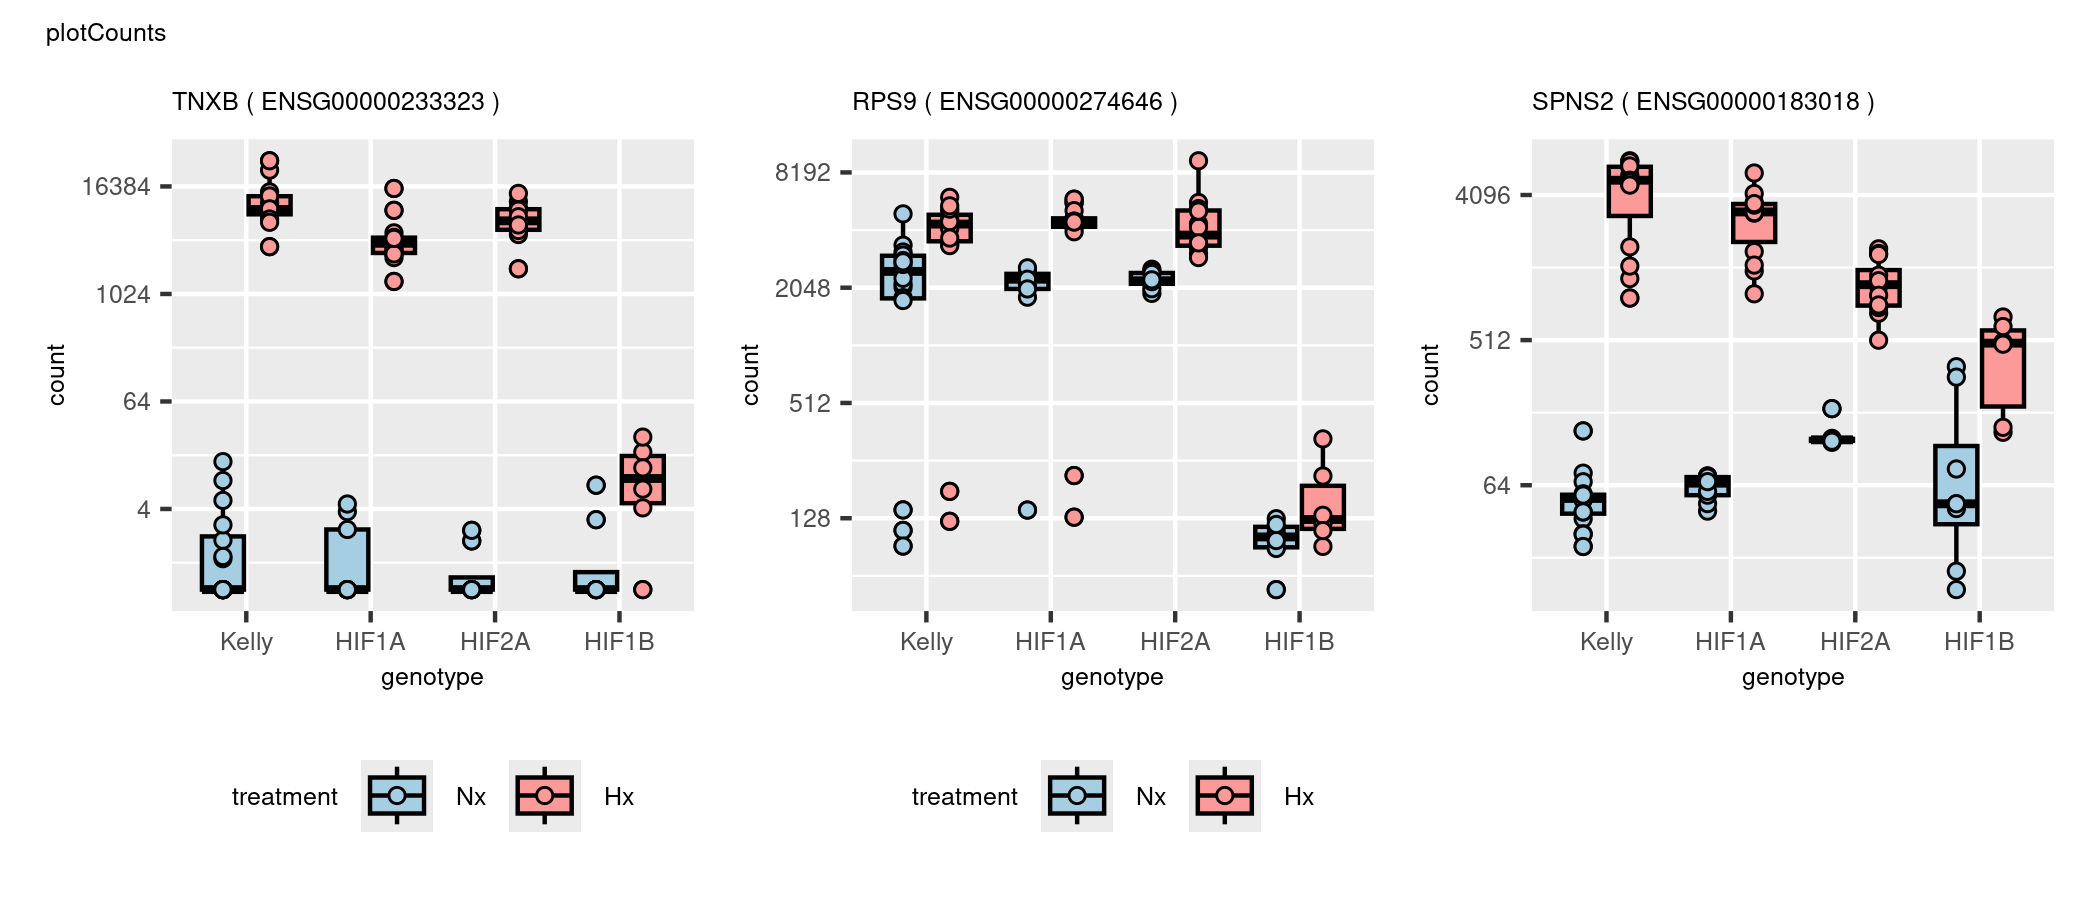 plotCounts
TNXB ( ENSG00000233323 )
16384
1024
64
4
count
Kelly HIF1A HIF2A HIF1B
genotype
treatment Nx Hx
RPS9 ( ENSG00000274646 )
8192
2048
512
128
count
Kelly HIF1A HIF2A HIF1B
genotype
treatment Nx Hx
SPNS2 ( ENSG00000183018 )
4096
512
64
count
Kelly HIF1A HIF2A HIF1B
genotype